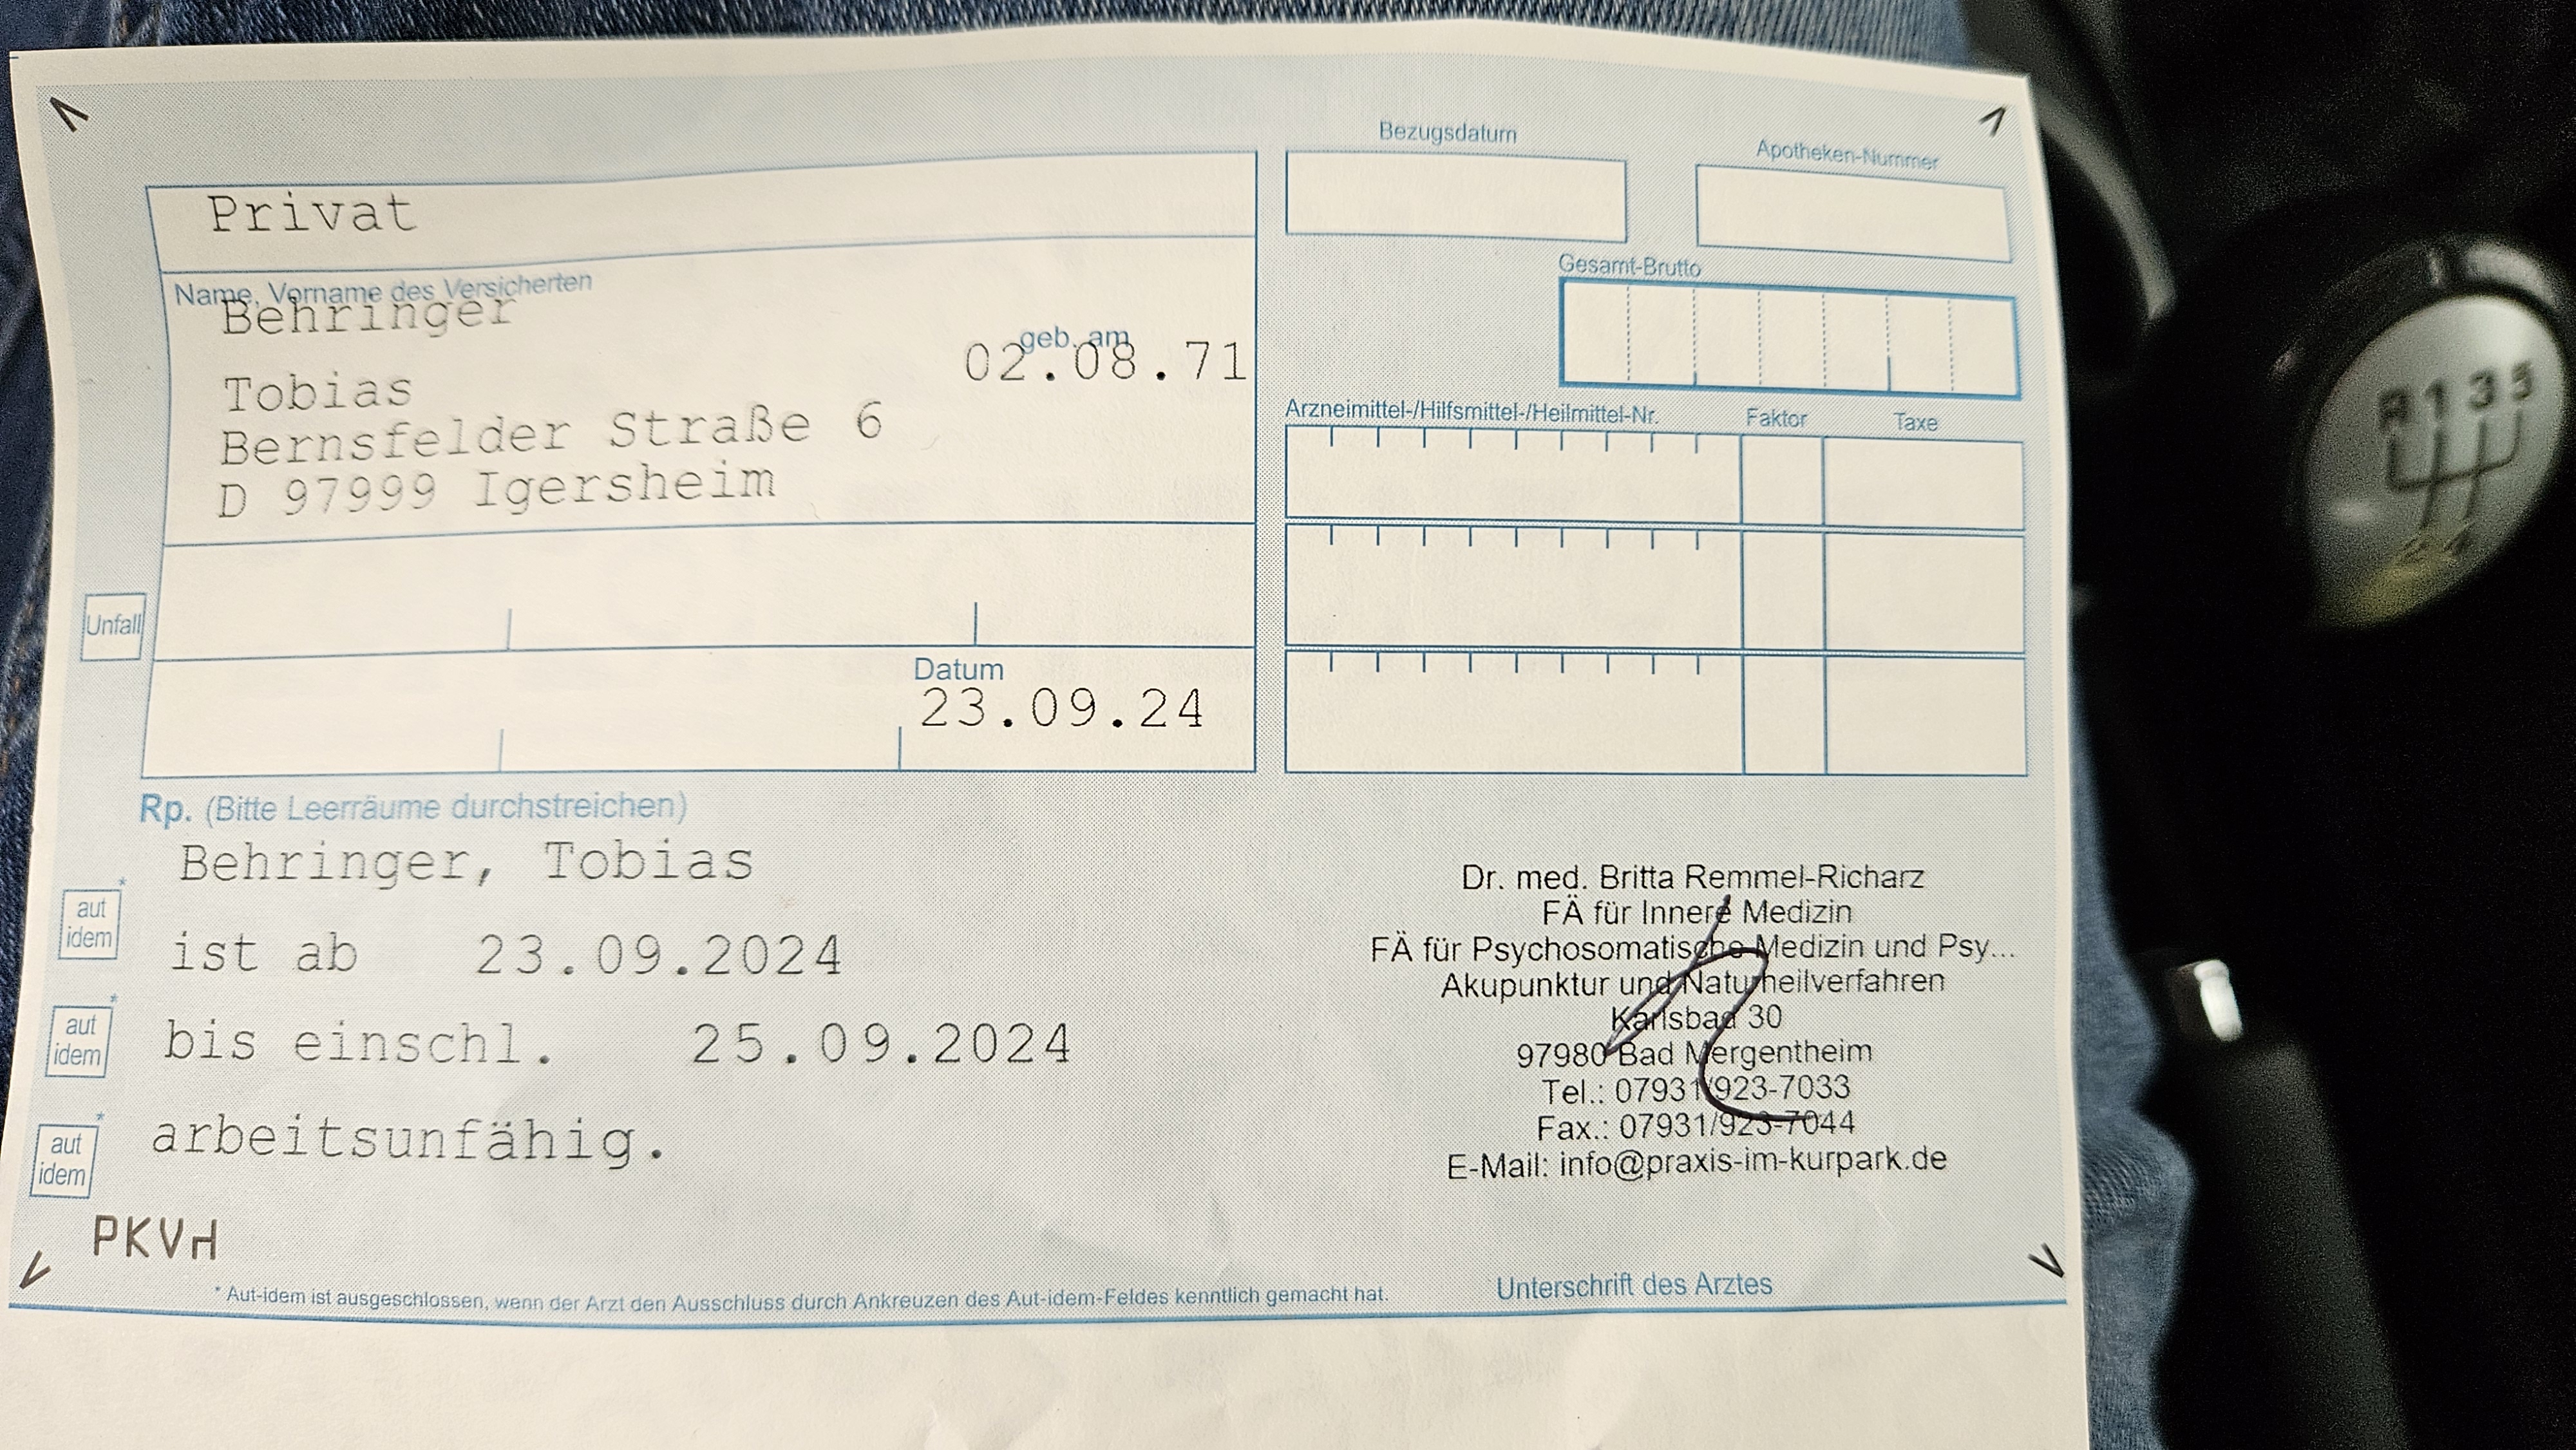 Privat
Name, Vorname des Versicherten
Behringer
geb. am
02.08.71
Tobias
Bernsfelder Straße 6
D 97999 Igersheim
Unfall
Datum
23.09.24
Bezugsdatum
Apotheken-Nummer
Gesamt-Brutto
Arzneimittel-/Hilfsmittel-/Heilmittel-Nr. Faktor Taxe
Rp. (Bitte Leerräume durchstreichen)
Behringer, Tobias
* aut idem
ist ab 23.09.2024
* aut idem
bis einschl. 25.09.2024
* aut idem
arbeitsunfähig.
PKV
Dr. med. Britta Remmel-Richarz
FÄ für Innere Medizin
FÄ für Psychosomatische Medizin und Psy...
Akupunktur und Naturheilverfahren
Karlsbad 30
97980 Bad Mergentheim
Tel.: 07931/923-7033
Fax.: 07931/923-7044
E-Mail: info@praxis-im-kurpark.de
* Aut-idem ist ausgeschlossen, wenn der Arzt den Ausschluss durch Ankreuzen des Aut-idem-Feldes kenntlich gemacht hat.
Unterschrift des Arztes
R 1 3 5
2 4